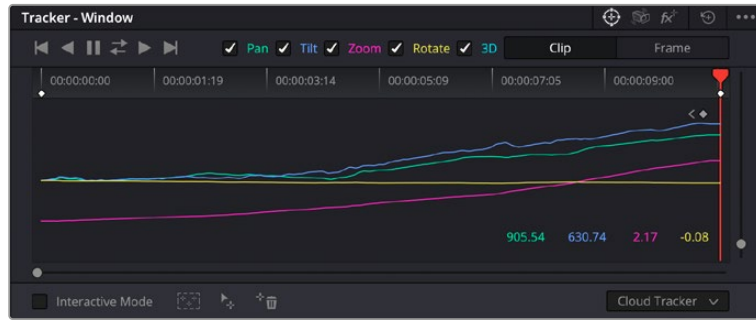 Tracker - Window
Pan Tilt Zoom Rotate 3D Clip Frame
00:00:00:00 00:00:01:19 00:00:03:14 00:00:05:09 00:00:07:05 00:00:09:00
905.54 630.74 2.17 -0.08
Interactive Mode Cloud Tracker